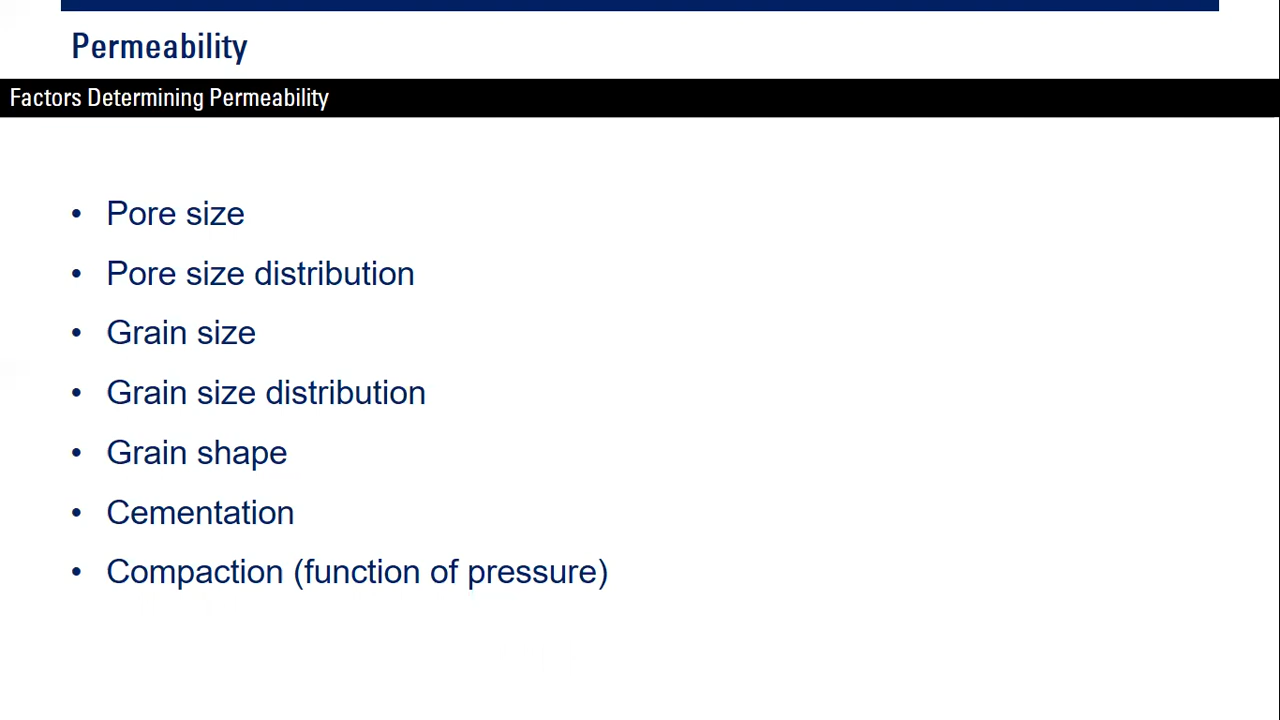 Permeability
Factors Determining Permeability
• Pore size
• Pore size distribution
• Grain size
• Grain size distribution
• Grain shape
• Cementation
• Compaction (function of pressure)